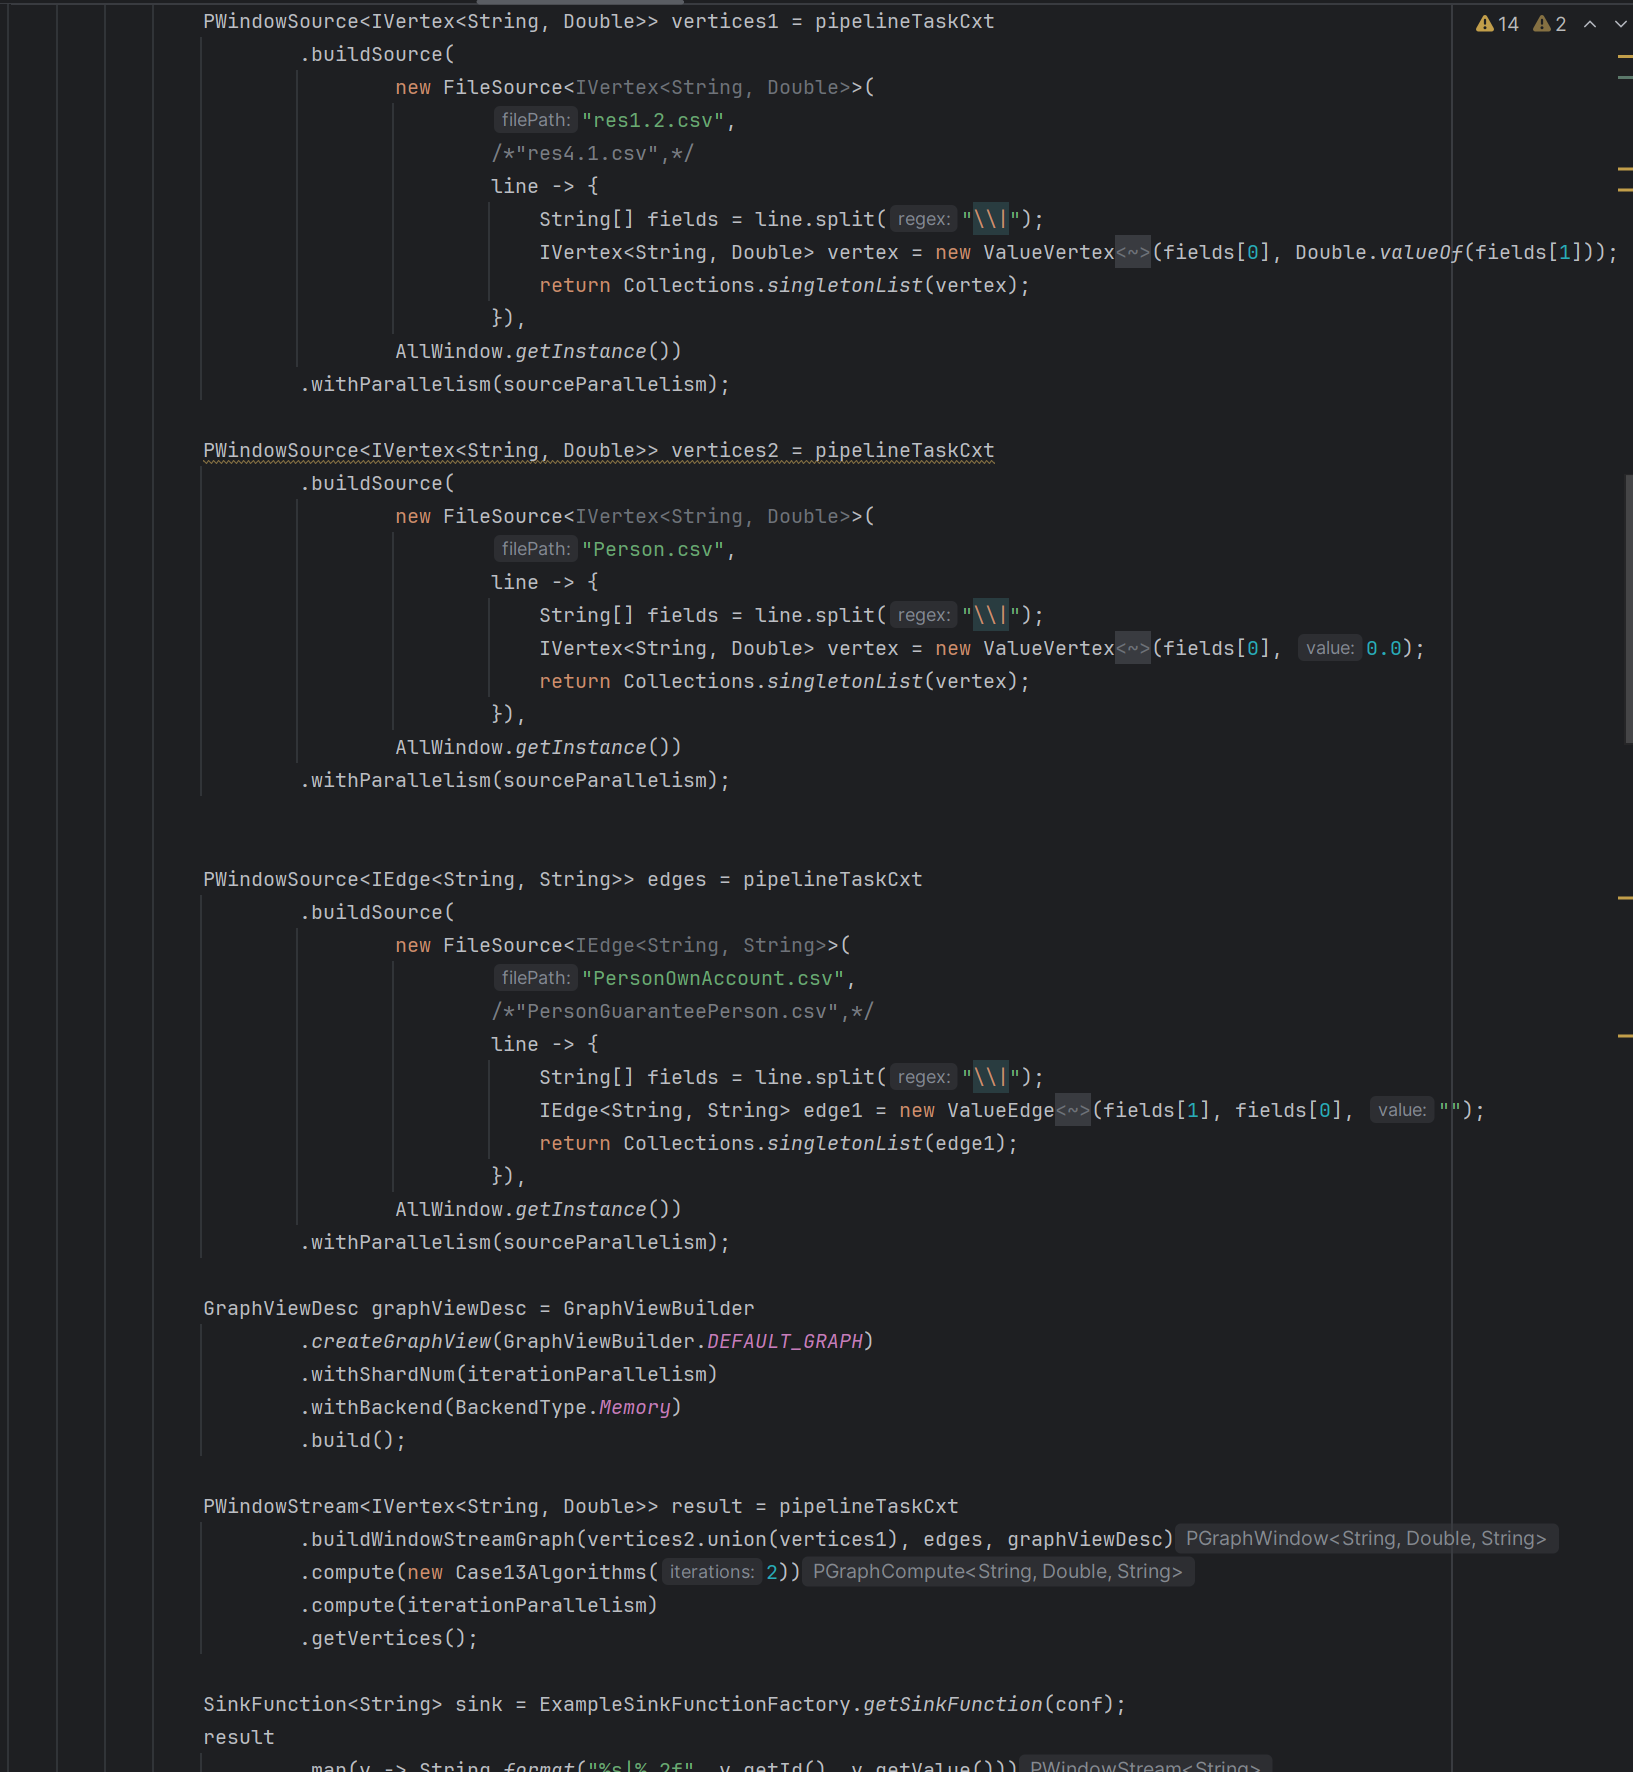 PWindowSource<IVertex<String, Double>> vertices1 = pipelineTaskCxt
14 2
.buildSource(
new FileSource<IVertex<String, Double>>(
filePath: "res1.2.csv",
/*"res4.1.csv",*/
line -> {
String[] fields = line.split( regex: "\\|");
IVertex<String, Double> vertex = new ValueVertex<~>(fields[0], Double.valueOf(fields[1]));
return Collections.singletonList(vertex);
}),
AllWindow.getInstance())
.withParallelism(sourceParallelism);
PWindowSource<IVertex<String, Double>> vertices2 = pipelineTaskCxt
.buildSource(
new FileSource<IVertex<String, Double>>(
filePath: "Person.csv",
line -> {
String[] fields = line.split( regex: "\\|");
IVertex<String, Double> vertex = new ValueVertex<~>(fields[0], value: 0.0);
return Collections.singletonList(vertex);
}),
AllWindow.getInstance())
.withParallelism(sourceParallelism);
PWindowSource<IEdge<String, String>> edges = pipelineTaskCxt
.buildSource(
new FileSource<IEdge<String, String>>(
filePath: "PersonOwnAccount.csv",
/*"PersonGuaranteePerson.csv",*/
line -> {
String[] fields = line.split( regex: "\\|");
IEdge<String, String> edge1 = new ValueEdge<~>(fields[1], fields[0], value: "");
return Collections.singletonList(edge1);
}),
AllWindow.getInstance())
.withParallelism(sourceParallelism);
GraphViewDesc graphViewDesc = GraphViewBuilder
.createGraphView(GraphViewBuilder.DEFAULT_GRAPH)
.withShardNum(iterationParallelism)
.withBackend(BackendType.Memory)
.build();
PWindowStream<IVertex<String, Double>> result = pipelineTaskCxt
.buildWindowStreamGraph(vertices2.union(vertices1), edges, graphViewDesc) PGraphWindow<String, Double, String>
.compute(new Case13Algorithms( iterations: 2)) PGraphCompute<String, Double, String>
.compute(iterationParallelism)
.getVertices();
SinkFunction<String> sink = ExampleSinkFunctionFactory.getSinkFunction(conf);
result
.map(v -> String.format("%s|%.2f", v.getId(), v.getValue())) PWindowStream<String>